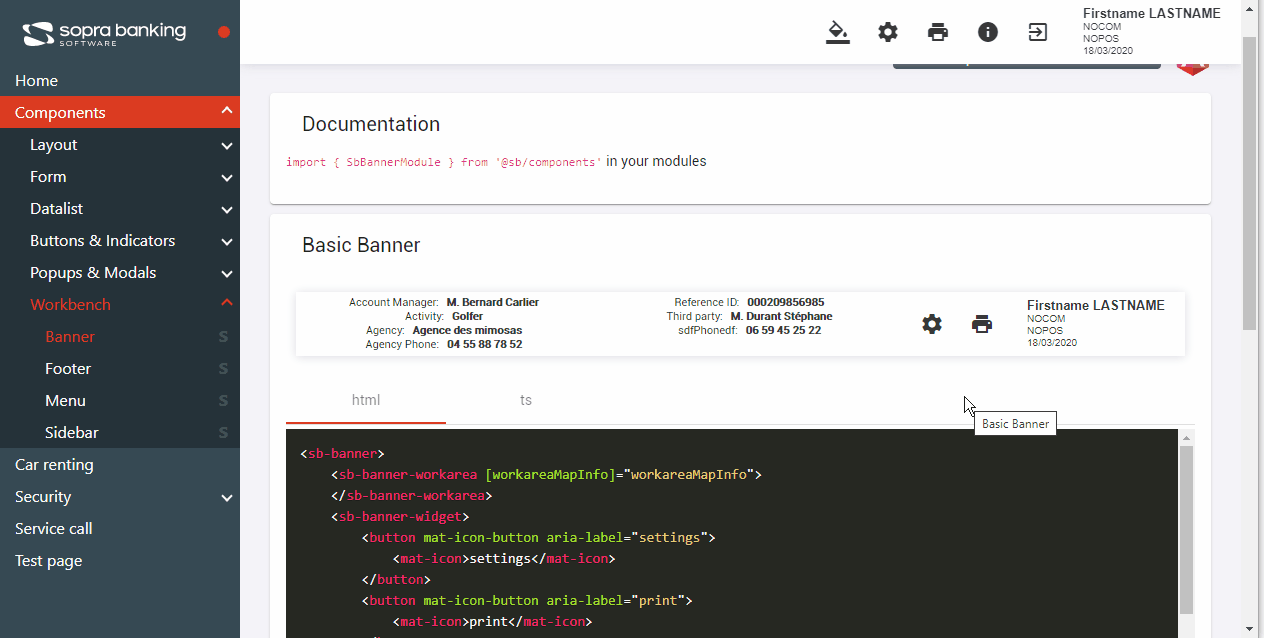 sopra banking
SOFTWARE
Firstname LASTNAME
NOCOM
NOPOS
18/03/2020
Home
Components
Layout
Form
Datalist
Buttons & Indicators
Popups & Modals
Workbench
Banner S
Footer S
Menu S
Sidebar S
Car renting
Security
Service call
Test page
Documentation
import { SbBannerModule } from '@sb/components' in your modules
Basic Banner
Account Manager: M. Bernard Carlier
Activity: Golfer
Agency: Agence des mimosas
Agency Phone: 04 55 88 78 52
Reference ID: 000209856985
Third party: M. Durant Stéphane
sdfPhonedf: 06 59 45 25 22
Firstname LASTNAME
NOCOM
NOPOS
18/03/2020
html ts
Basic Banner
<sb-banner>
<sb-banner-workarea [workareaMapInfo]="workareaMapInfo">
</sb-banner-workarea>
<sb-banner-widget>
<button mat-icon-button aria-label="settings">
<mat-icon>settings</mat-icon>
</button>
<button mat-icon-button aria-label="print">
<mat-icon>print</mat-icon>